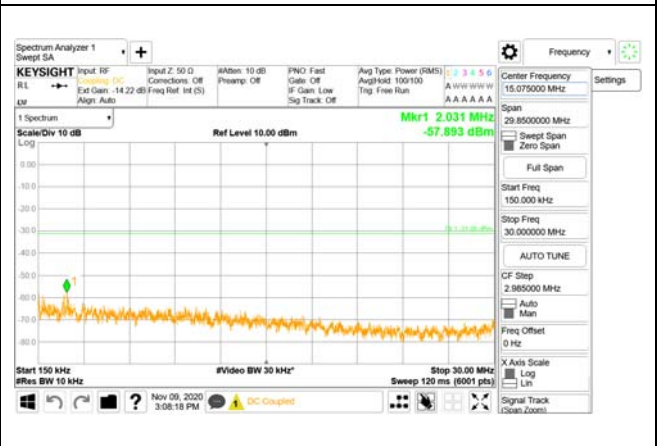 Spectrum Analyzer 1
Swept SA
+
Frequency
KEYSIGHT
RL
Input: RF
Coupling: DC
Ext Gain: -14.22 dB
Align: Auto
Input Z: 50 Ω
Corrections: Off
Freq Ref: Int (S)
#Atten: 10 dB
Preamp: Off
PNO: Fast
Gate: Off
IF Gain: Low
Sig Track: Off
Avg Type: Power (RMS)
Avg|Hold: 100/100
Trig: Free Run
1 2 3 4 5 6
A W W W W W
A A A A A A
Center Frequency
15.075000 MHz
Settings
Span
29.8500000 MHz
Swept Span
Zero Span
Full Span
Start Freq
150.000 kHz
Stop Freq
30.000000 MHz
AUTO TUNE
CF Step
2.985000 MHz
Auto
Man
Freq Offset
0 Hz
X Axis Scale
Log
Lin
Signal Track
(Span Zoom)
1 Spectrum
Scale/Div 10 dB
Log
Ref Level 10.00 dBm
Mkr1 2.031 MHz
-57.893 dBm
0.00
-10.0
-20.0
-30.0
-40.0
-50.0
-60.0
-70.0
-80.0
1
Start 150 kHz
#Res BW 10 kHz
#Video BW 30 kHz*
Stop 30.00 MHz
Sweep 120 ms (6001 pts)
?
Nov 09, 2020
3:08:18 PM
DC Coupled